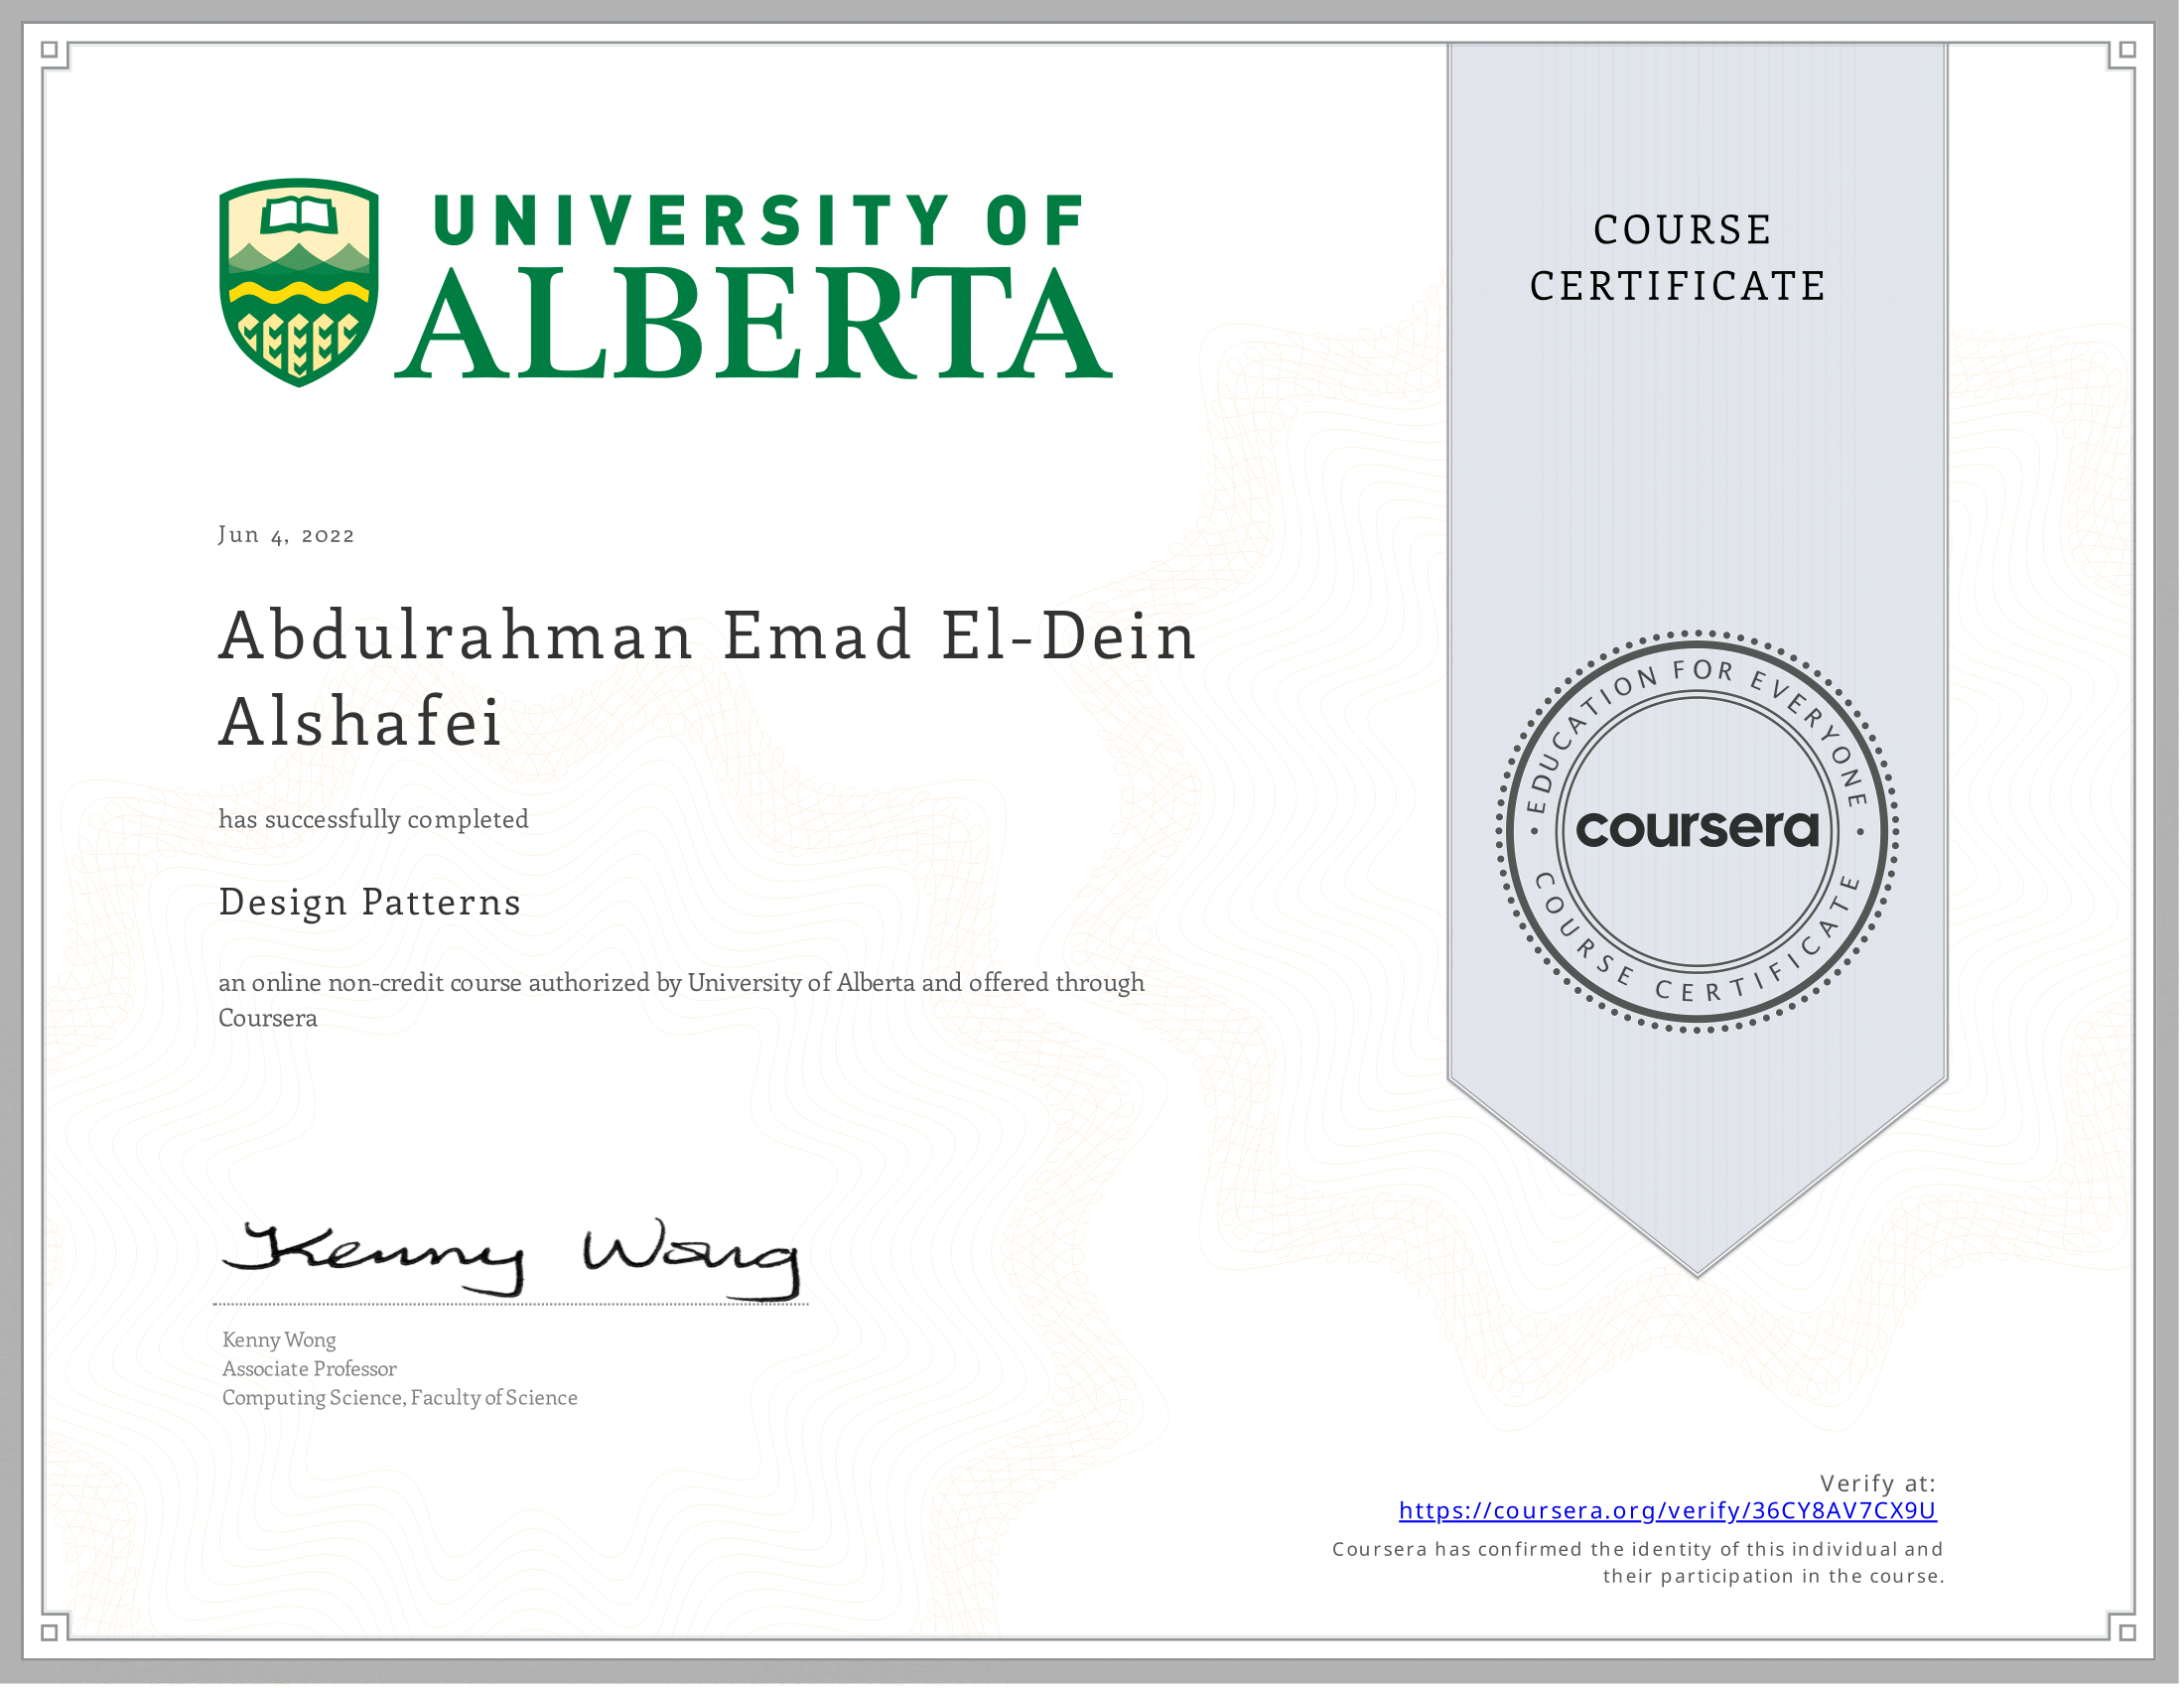 UNIVERSITY OF
ALBERTA
COURSE
CERTIFICATE
Jun 4, 2022
Abdulrahman Emad El-Dein
Alshafei
has successfully completed
Design Patterns
an online non-credit course authorized by University of Alberta and offered through
Coursera
EDUCATION FOR EVERYONE
coursera
COURSE CERTIFICATE
Kenny Wong
Kenny Wong
Associate Professor
Computing Science, Faculty of Science
Verify at:
https://coursera.org/verify/36CY8AV7CX9U
Coursera has confirmed the identity of this individual and
their participation in the course.